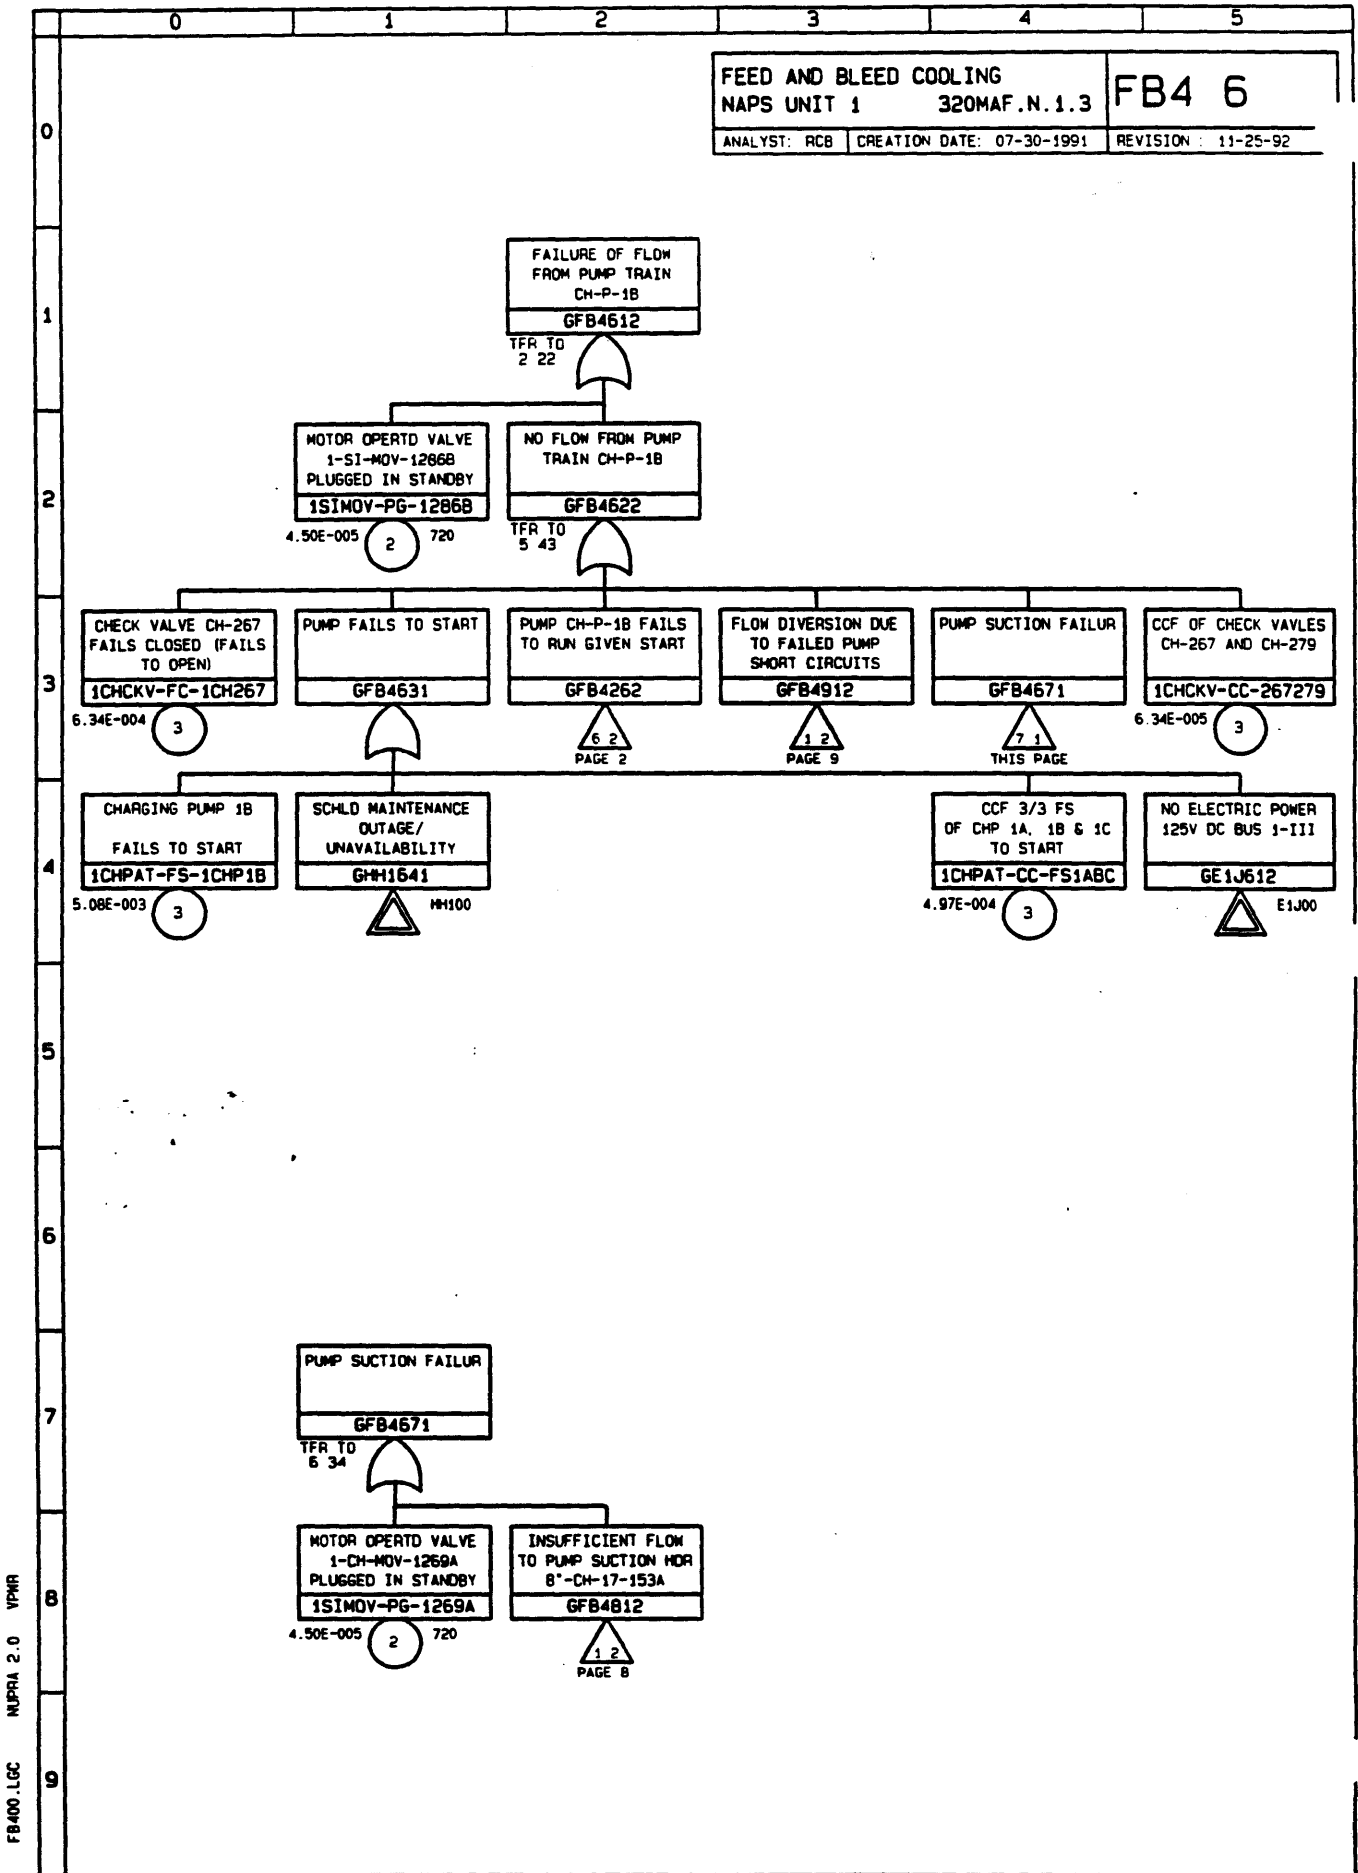 0 1 2 3 4 5
FEED AND BLEED COOLING
NAPS UNIT 1 320MAF.N.1.3
FB4 6
ANALYST: RCB CREATION DATE: 07-30-1991 REVISION : 11-25-92
0
FAILURE OF FLOW
FROM PUMP TRAIN
CH-P-1B
GFB4612
TFR TO
2 22
1
MOTOR OPERTD VALVE
1-SI-MOV-1286B
PLUGGED IN STANDBY
1SIMOV-PG-1286B
4.50E-005 2 720
NO FLOW FROM PUMP
TRAIN CH-P-1B
GFB4622
TFR TO
5 43
2
CHECK VALVE CH-267
FAILS CLOSED (FAILS
TO OPEN)
1CHCKV-FC-1CH267
6.34E-004 3
PUMP FAILS TO START
GFB4631
PUMP CH-P-1B FAILS
TO RUN GIVEN START
GFB4262
6 2
PAGE 2
FLOW DIVERSION DUE
TO FAILED PUMP
SHORT CIRCUITS
GFB4912
1 2
PAGE 9
PUMP SUCTION FAILUR
GFB4671
7 1
THIS PAGE
CCF OF CHECK VAVLES
CH-267 AND CH-279
1CHCKV-CC-267279
6.34E-005 3
3
CHARGING PUMP 1B
FAILS TO START
1CHPAT-FS-1CHP1B
5.08E-003 3
SCHLD MAINTENANCE
OUTAGE/
UNAVAILABILITY
GHH1641
HH100
CCF 3/3 FS
OF CHP 1A, 1B & 1C
TO START
1CHPAT-CC-FS1ABC
4.97E-004 3
NO ELECTRIC POWER
125V DC BUS 1-III
GE1J612
E1J00
4
5
6
PUMP SUCTION FAILUR
GFB4671
TFR TO
6 34
7
MOTOR OPERTD VALVE
1-CH-MOV-1269A
PLUGGED IN STANDBY
1SIMOV-PG-1269A
4.50E-005 2 720
INSUFFICIENT FLOW
TO PUMP SUCTION HDR
8"-CH-17-153A
GFB4812
1 2
PAGE 8
8
9
FB400.LGC NUPRA 2.0 VPWR